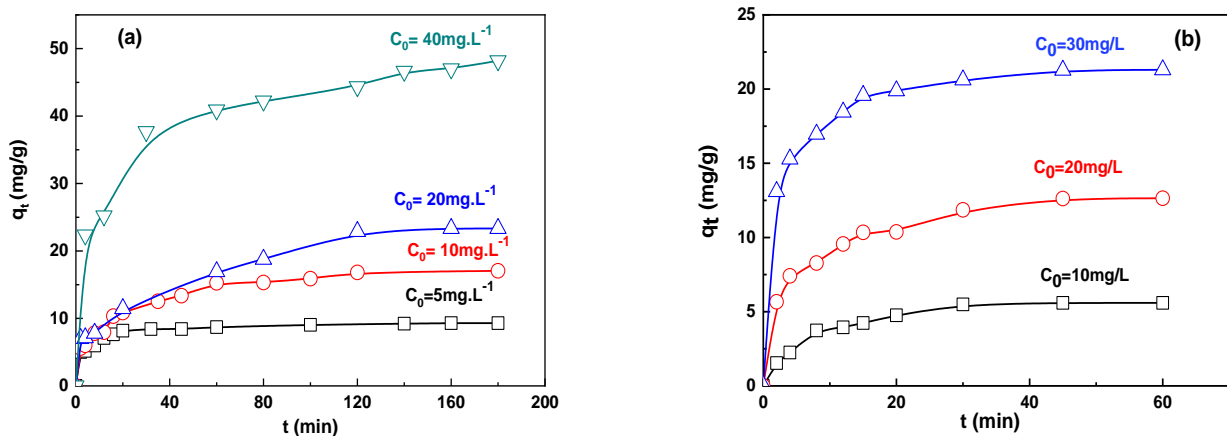 (a)
C₀= 40mg.L⁻¹
C₀= 20mg.L⁻¹
C₀= 10mg.L⁻¹
C₀=5mg.L⁻¹
qₜ (mg/g)
50
40
30
20
10
0
0 40 80 120 160 200
t (min)
(b)
C₀=30mg/L
C₀=20mg/L
C₀=10mg/L
qt (mg/g)
25
20
15
10
5
0
0 20 40 60
t (min)